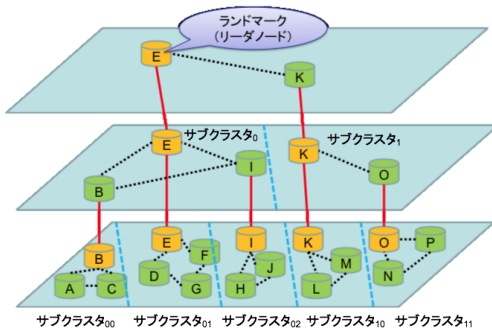 ランドマーク
(リーダノード)
E
K
サブクラスタ0
サブクラスタ1
E
K
B
I
O
B
E
F
I
J
K
M
O
P
A
C
D
G
H
L
N
サブクラスタ00
サブクラスタ01
サブクラスタ02
サブクラスタ10
サブクラスタ11